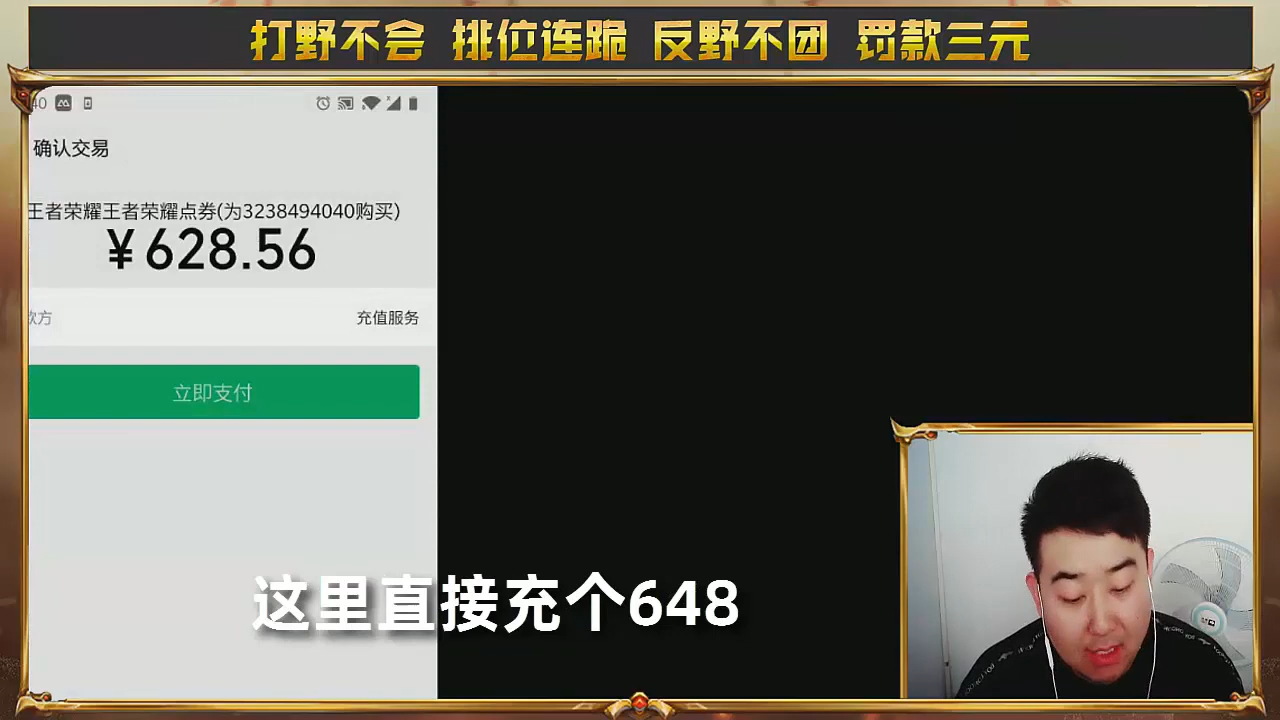 打野不会 排位连跪 反野不团 罚款三元
40
确认交易
王者荣耀王者荣耀点券(为3238494040购买)
¥628.56
款方
充值服务
立即支付
这里直接充个648